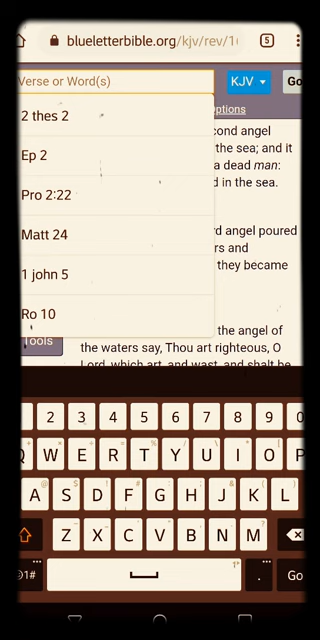 blueletterbible.org/kjv/rev/1
5
Verse or Word(s)
KJV
Go
2 thes 2
ptions
cond angel
the sea; and it
Ep 2
a dead man:
d in the sea.
Pro 2:22
Matt 24
rd angel poured
rs and
1 john 5
they became
Ro 10
Tools
the angel of
the waters say, Thou art righteous, O
Lord, which art, and wast, and shalt be
2 3 4 5 6 7 8 9 0
Q W E R T Y U I O P
A S D F G H J K L
Z X C V B N M
1# . Go